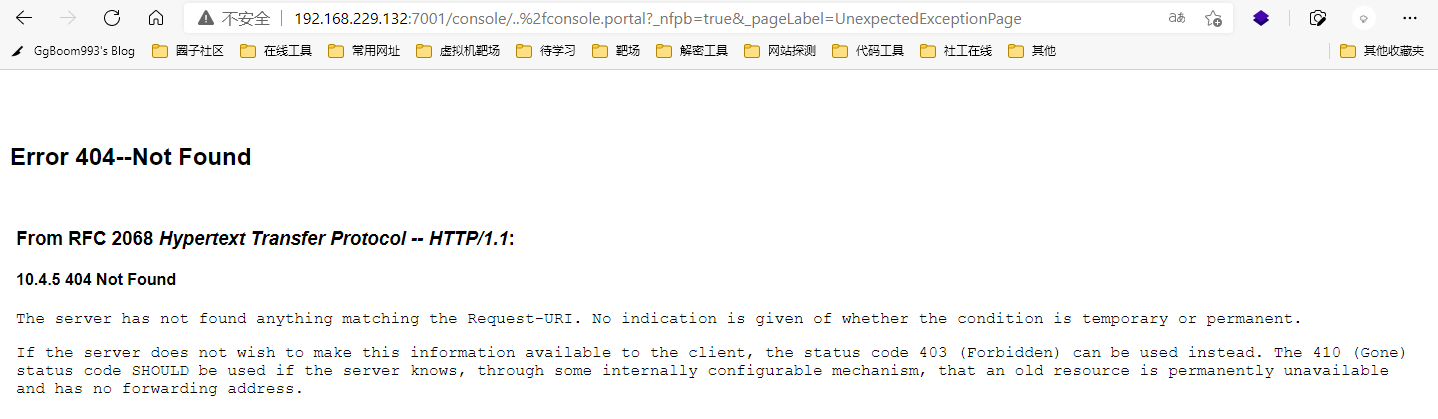 不安全 192.168.229.132:7001/console/..%2fconsole.portal?_nfpb=true&_pageLabel=UnexpectedExceptionPage aあ
GgBoom993's Blog 圈子社区 在线工具 常用网址 虚拟机靶场 待学习 靶场 解密工具 网站探测 代码工具 社工在线 其他 其他收藏夹
Error 404--Not Found
From RFC 2068 Hypertext Transfer Protocol -- HTTP/1.1:
10.4.5 404 Not Found
The server has not found anything matching the Request-URI. No indication is given of whether the condition is temporary or permanent.
If the server does not wish to make this information available to the client, the status code 403 (Forbidden) can be used instead. The 410 (Gone)
status code SHOULD be used if the server knows, through some internally configurable mechanism, that an old resource is permanently unavailable
and has no forwarding address.